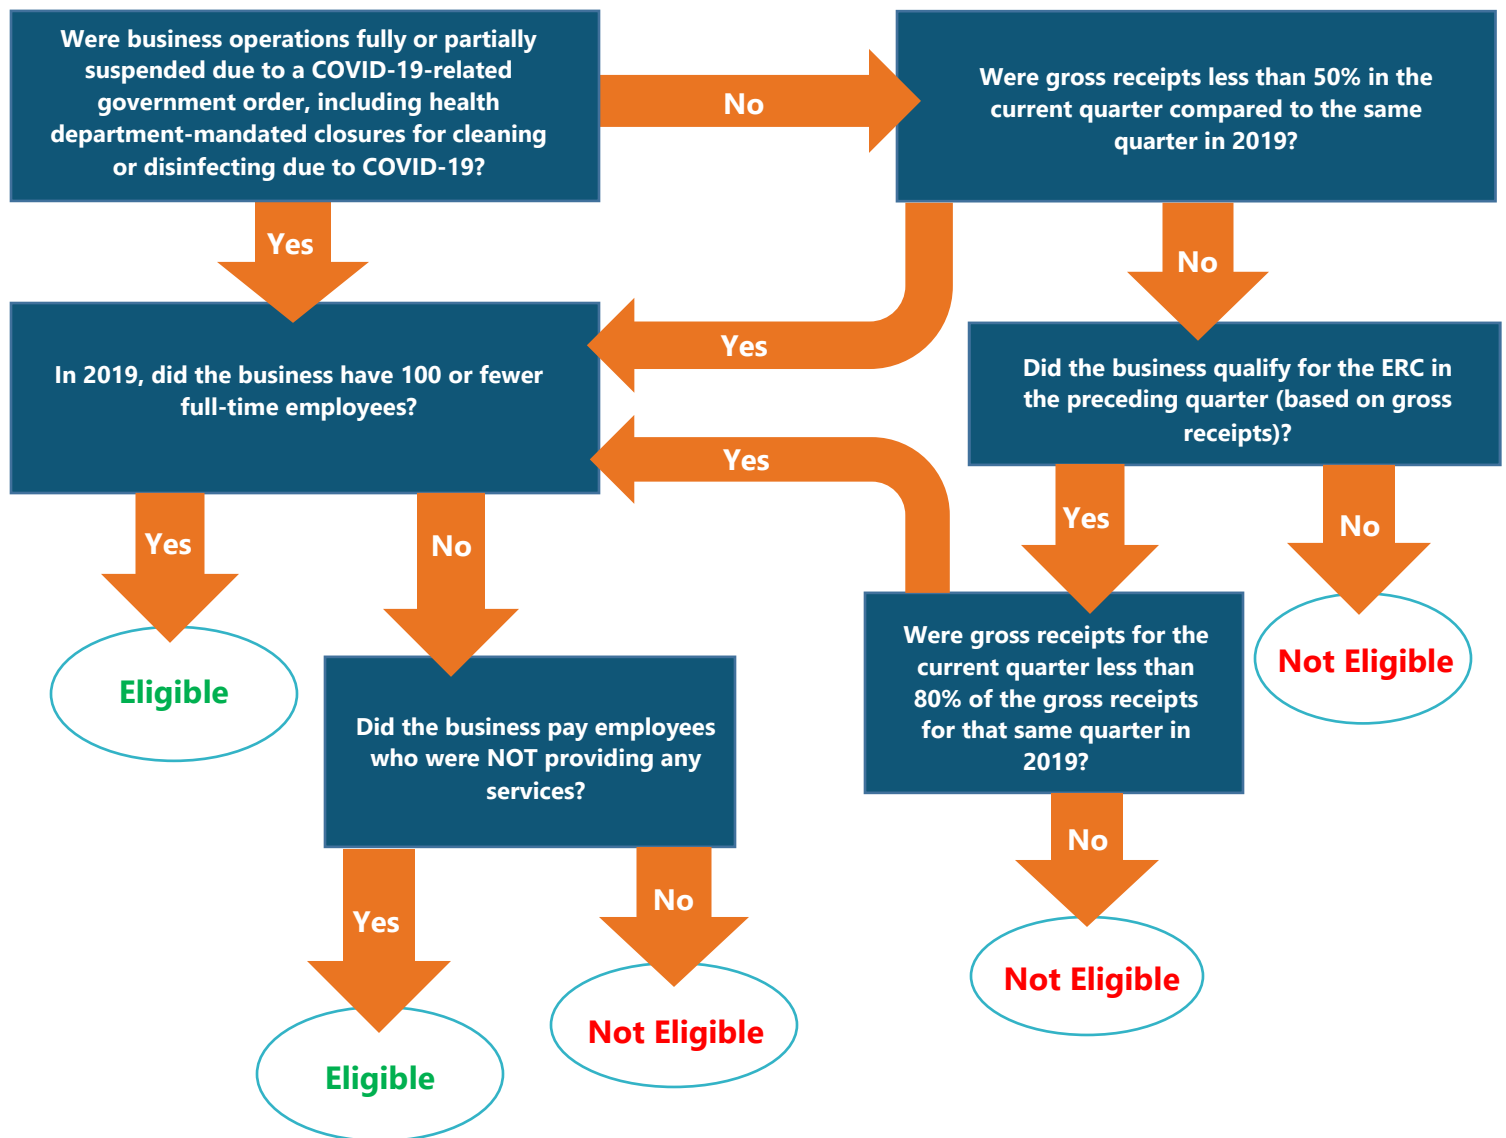 Were business operations fully or partially
suspended due to a COVID-19-related
government order, including health
department-mandated closures for cleaning
or disinfecting due to COVID-19?
No
Were gross receipts less than 50% in the
current quarter compared to the same
quarter in 2019?
Yes
No
In 2019, did the business have 100 or fewer
full-time employees?
Yes
Did the business qualify for the ERC in
the preceding quarter (based on gross
receipts)?
Yes
Yes
No
Yes
No
Eligible
Were gross receipts for the
current quarter less than
80% of the gross receipts
for that same quarter in
2019?
Not Eligible
Did the business pay employees
who were NOT providing any
services?
Yes
No
No
Eligible
Not Eligible
Not Eligible